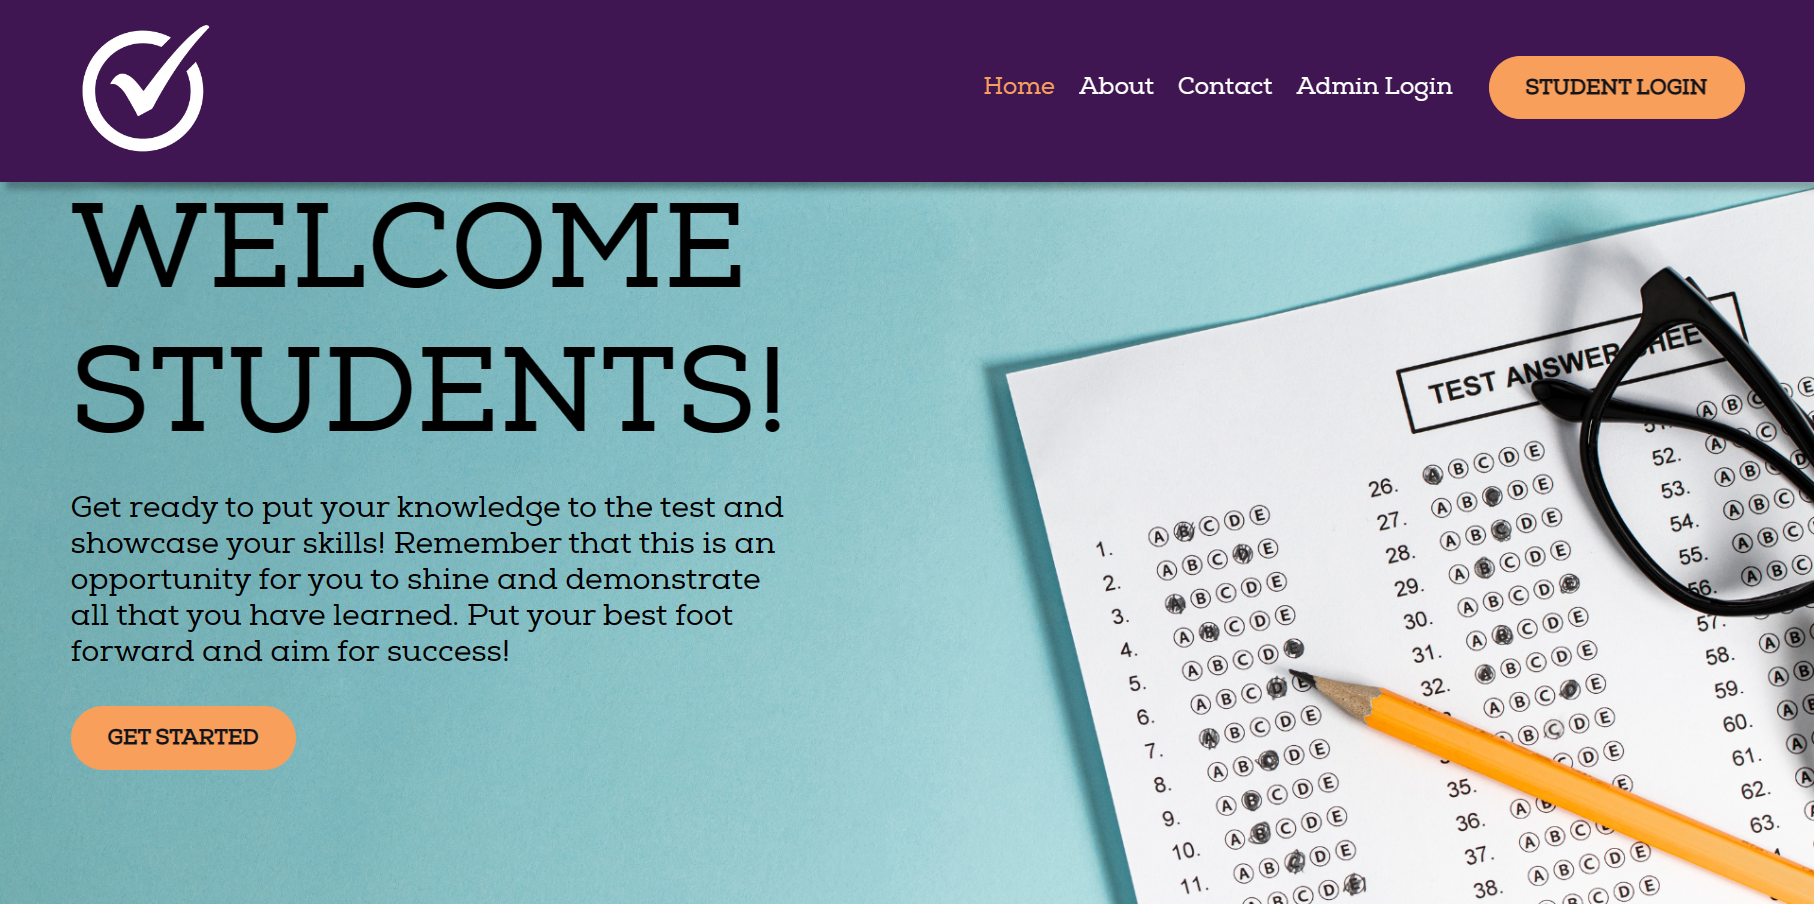 Home About Contact Admin Login STUDENT LOGIN
WELCOME
STUDENTS!
Get ready to put your knowledge to the test and
showcase your skills! Remember that this is an
opportunity for you to shine and demonstrate
all that you have learned. Put your best foot
forward and aim for success!
GET STARTED
TEST ANSWER
1. A B C D E
2. A B C D E
3. A B C D E
4. A B C D E
5. A B C D E
6. A B C D E
7. A B C D E
8. A B C D E
9. A B C D E
10. A B C D E
11. A B C D E
26. A B C D E
27. A B C D E
28. A B C D E
29. A B C D E
30. A B C D E
31. A B C D E
32. A B C D E
35.
36.
37.
38.
52.
53.
54.
55.
57.
58.
59.
60.
61.
62.
63.